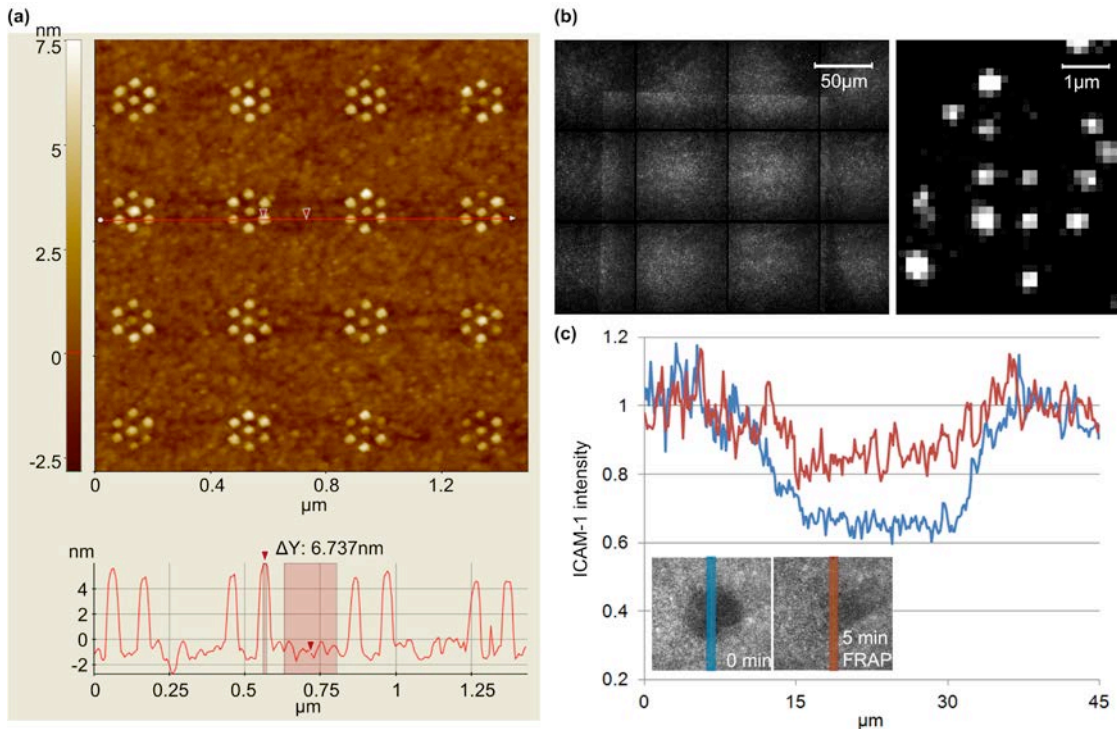 (a)
nm
7.5
5
2.5
0
-2.5
0 0.4 0.8 1.2
μm
nm
ΔY: 6.737nm
4
2
0
-2
0 0.25 0.5 0.75 1 1.25
μm
(b)
50μm
1μm
(c)
1.2
1
0.8
0.6
0.4
0.2
ICAM-1 intensity
0 min
5 min
FRAP
0 15 30 45
μm